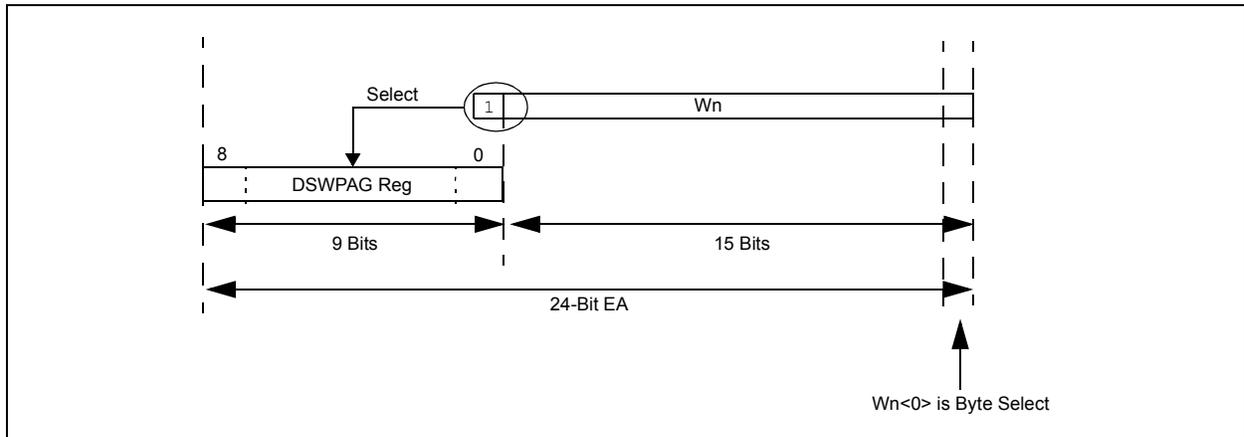 Select
1
Wn
8
0
DSWPAG Reg
9 Bits
15 Bits
24-Bit EA
Wn<0> is Byte Select